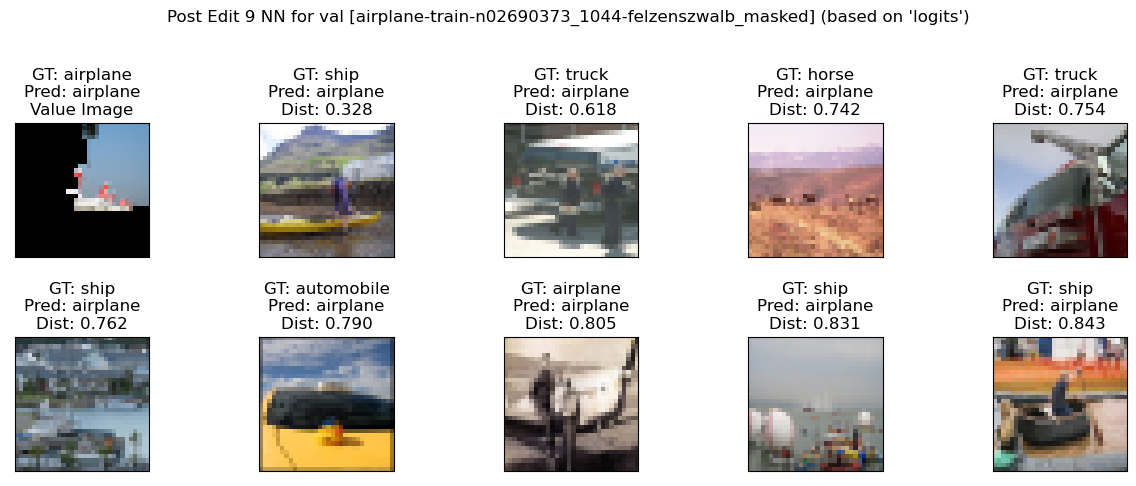 Post Edit 9 NN for val [airplane-train-n02690373_1044-felzenszwalb_masked] (based on 'logits')
GT: airplane
Pred: airplane
Value Image
GT: ship
Pred: airplane
Dist: 0.328
GT: truck
Pred: airplane
Dist: 0.618
GT: horse
Pred: airplane
Dist: 0.742
GT: truck
Pred: airplane
Dist: 0.754
GT: ship
Pred: airplane
Dist: 0.762
GT: automobile
Pred: airplane
Dist: 0.790
GT: airplane
Pred: airplane
Dist: 0.805
GT: ship
Pred: airplane
Dist: 0.831
GT: ship
Pred: airplane
Dist: 0.843